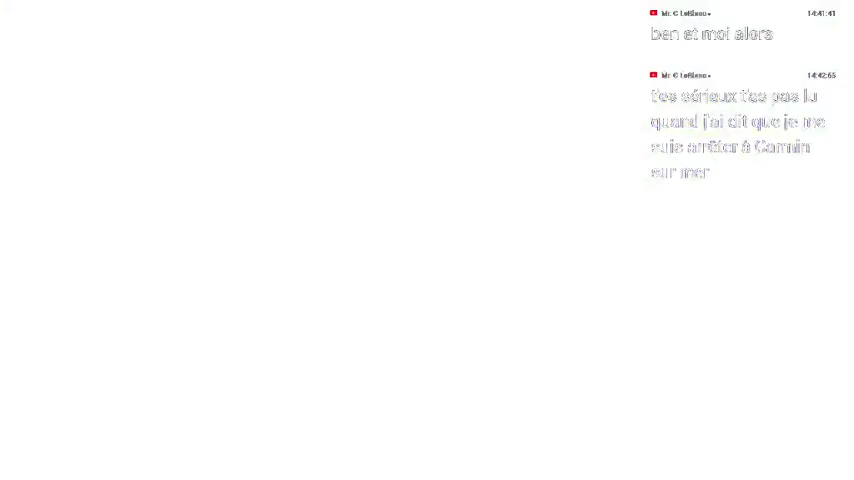 Mr. C LeBlanc
14:41:41
ben et moi alors
Mr. C LeBlanc
14:42:55
t'es sérieux t'es pas lu
quand j'ai dit que je me
suis arrêter à Carmin
sur mer